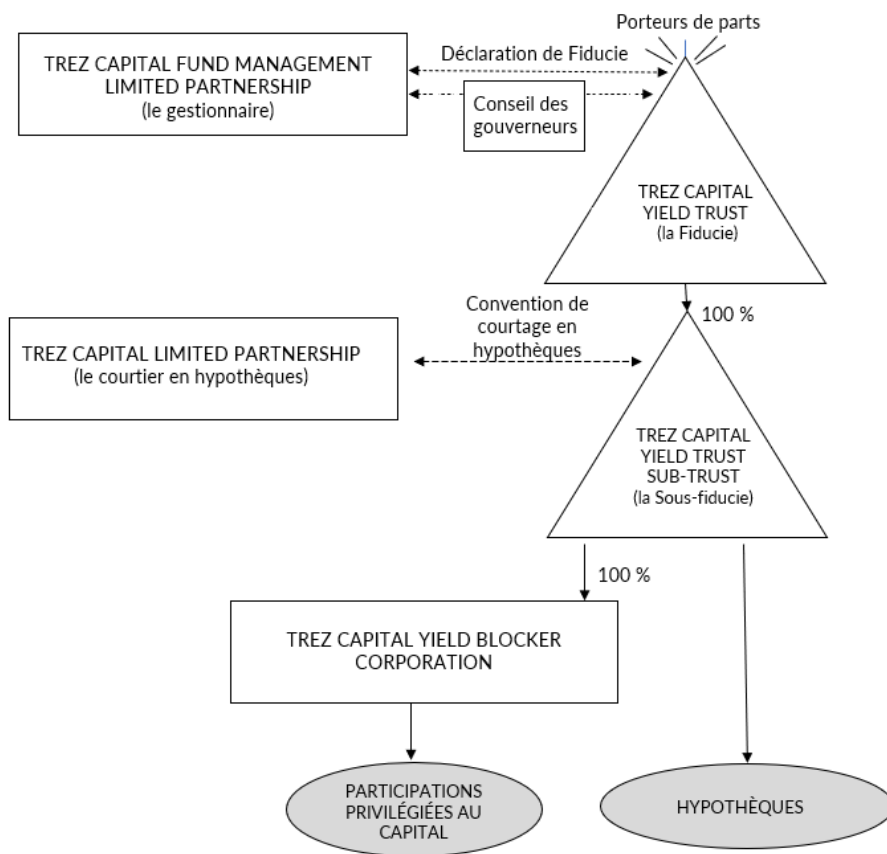 Porteurs de parts
TREZ CAPITAL FUND MANAGEMENT
LIMITED PARTNERSHIP
(le gestionnaire)
Déclaration de Fiducie
Conseil des
gouverneurs
TREZ CAPITAL
YIELD TRUST
(la Fiducie)
100 %
Convention de
courtage en
hypothèques
TREZ CAPITAL LIMITED PARTNERSHIP
(le courtier en hypothèques)
TREZ CAPITAL
YIELD TRUST
SUB-TRUST
(la Sous-fiducie)
100 %
TREZ CAPITAL YIELD BLOCKER
CORPORATION
PARTICIPATIONS
PRIVILÉGIÉES AU
CAPITAL
HYPOTHÈQUES